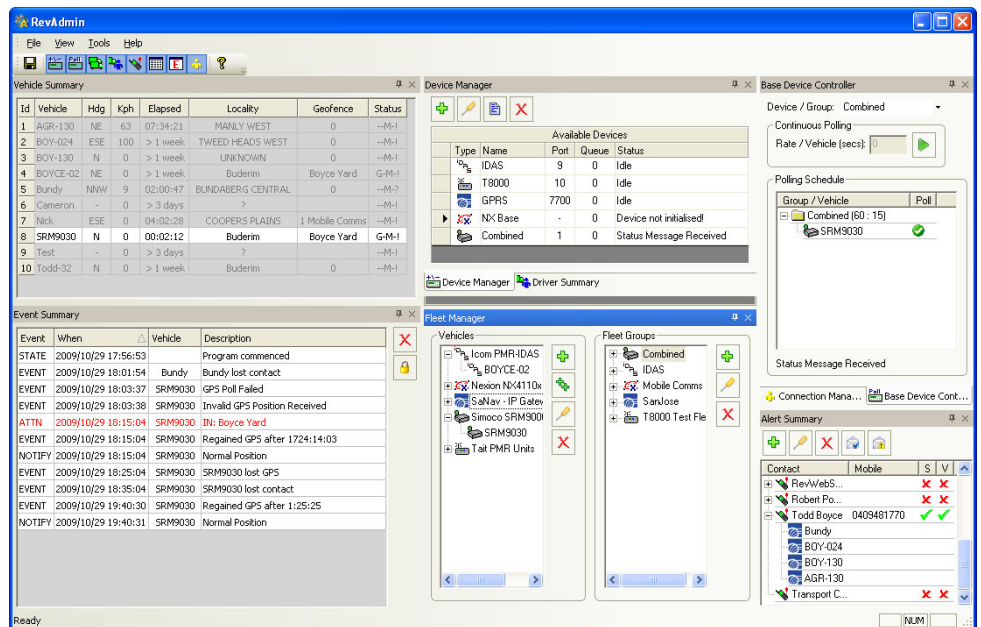 RevAdmin
File View Tools Help
Vehicle Summary
Id Vehicle Hdg Kph Elapsed Locality Geofence Status
1 AGR-130 NE 63 07:34:21 MANLY WEST 0 --M-!
2 BOY-024 ESE 100 > 1 week TWEED HEADS WEST 0 --M-!
3 BOY-130 N 0 > 1 week UNKNOWN 0 --M-!
4 BOYCE-02 NE 0 > 1 week Buderim Boyce Yard G-M-!
5 Bundy NNW 9 02:00:47 BUNDABERG CENTRAL 0 --M-?
6 Cameron - 0 > 3 days ? --M-!
7 Nick ESE 0 04:02:28 COOPERS PLAINS 1 Mobile Comms --M-!
8 SRM9030 N 0 00:02:12 Buderim Boyce Yard G-M-!
9 Test - 0 > 3 days ? --M-!
10 Todd-32 N 0 > 1 week Buderim 0 --M-!
Device Manager
Available Devices
Type Name Port Queue Status
IDAS 9 0 Idle
T8000 10 0 Idle
GPRS 7700 0 Idle
NX Base - 0 Device not initialised!
Combined 1 0 Status Message Received
Device Manager Driver Summary
Base Device Controller
Device / Group: Combined
Continuous Polling
Rate / Vehicle (secs): 0
Polling Schedule
Group / Vehicle Poll
Combined (60 : 15)
SRM9030
Status Message Received
Connection Mana... Base Device Cont...
Event Summary
Event When Vehicle Description
STATE 2009/10/29 17:56:53 Program commenced
EVENT 2009/10/29 18:01:54 Bundy Bundy lost contact
EVENT 2009/10/29 18:03:37 SRM9030 GPS Poll Failed
EVENT 2009/10/29 18:03:38 SRM9030 Invalid GPS Position Received
ATTN 2009/10/29 18:15:04 SRM9030 IN: Boyce Yard
EVENT 2009/10/29 18:15:04 SRM9030 Regained GPS after 1724:14:03
NOTIFY 2009/10/29 18:15:04 SRM9030 Normal Position
EVENT 2009/10/29 18:25:04 SRM9030 SRM9030 lost GPS
EVENT 2009/10/29 18:35:04 SRM9030 SRM9030 lost contact
EVENT 2009/10/29 19:40:30 SRM9030 Regained GPS after 1:25:25
NOTIFY 2009/10/29 19:40:31 SRM9030 Normal Position
Fleet Manager
Vehicles
Icom PMR-IDAS
BOYCE-02
Nexion NX4110x
SaNav - IP Gatew
Simoco SRM900
SRM9030
Tait PMR Units
Fleet Groups
Combined
IDAS
Mobile Comms
SanJose
T8000 Test Fle
Alert Summary
Contact Mobile S V
RevWebS...
Robert Po...
Todd Boyce 0409481770
Bundy
BOY-024
BOY-130
AGR-130
Transport C...
Ready
NUM